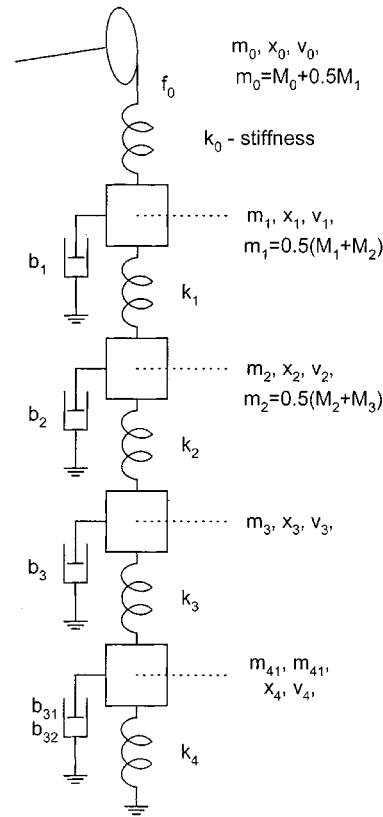 m₀, x₀, v₀,
m₀=M₀+0.5M₁
f₀
k₀ - stiffness
m₁, x₁, v₁,
m₁=0.5(M₁+M₂)
b₁
k₁
m₂, x₂, v₂,
m₂=0.5(M₂+M₃)
b₂
k₂
m₃, x₃, v₃,
b₃
k₃
m₄₁, m₄₁,
x₄, v₄,
b₃₁
b₃₂
k₄